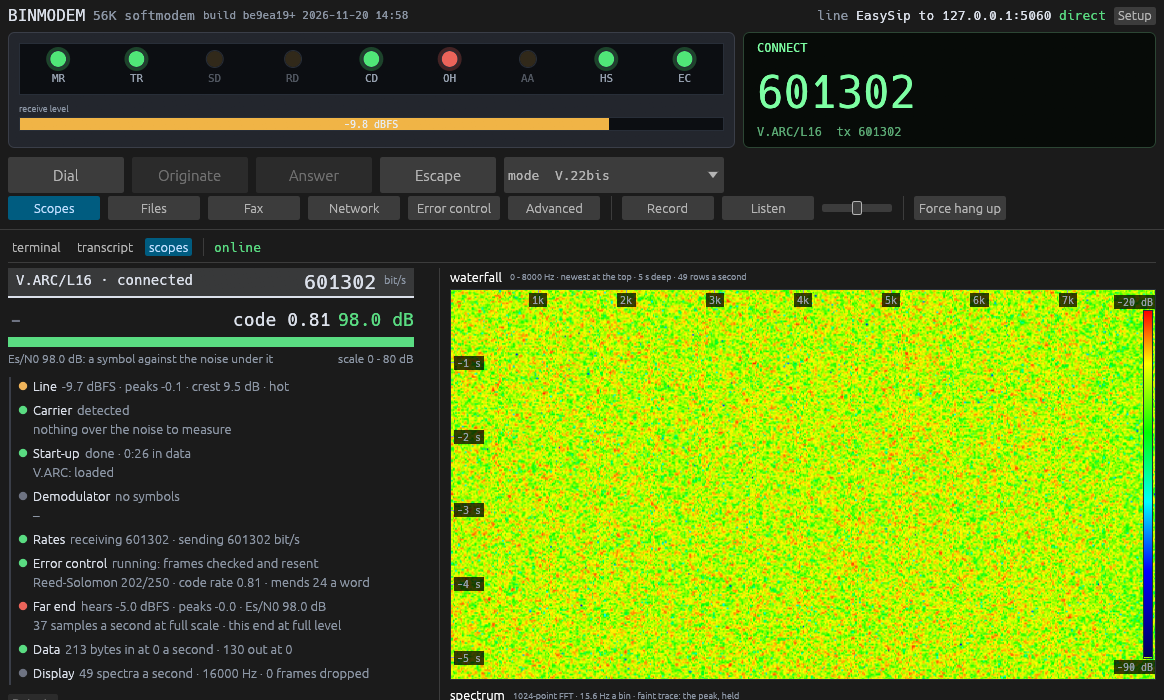 BINMODEM 56K softmodem build be9ea19+ 2026-11-20 14:58
line EasySip to 127.0.0.1:5060 direct Setup
MR TR SD RD CD OH AA HS EC
receive level
-9.8 dBFS
CONNECT
601302
V.ARC/L16 tx 601302
Dial Originate Answer Escape mode V.22bis
Scopes Files Fax Network Error control Advanced Record Listen Force hang up
terminal transcript scopes online
V.ARC/L16 · connected 601302 bit/s
– code 0.81 98.0 dB
Es/N0 98.0 dB: a symbol against the noise under it scale 0 - 80 dB
Line -9.7 dBFS · peaks -0.1 · crest 9.5 dB · hot
Carrier detected
nothing over the noise to measure
Start-up done · 0:26 in data
V.ARC: loaded
Demodulator no symbols
–
Rates receiving 601302 · sending 601302 bit/s
Error control running: frames checked and resent
Reed-Solomon 202/250 · code rate 0.81 · mends 24 a word
Far end hears -5.0 dBFS · peaks -0.0 · Es/N0 98.0 dB
37 samples a second at full scale · this end at full level
Data 213 bytes in at 0 a second · 130 out at 0
Display 49 spectra a second · 16000 Hz · 0 frames dropped
waterfall 0 - 8000 Hz · newest at the top · 5 s deep · 49 rows a second
1k 2k 3k 4k 5k 6k 7k -20 dB
-1 s
-2 s
-3 s
-4 s
-5 s
-90 dB
spectrum 1024-point FFT · 15.6 Hz a bin · faint trace: the peak, held